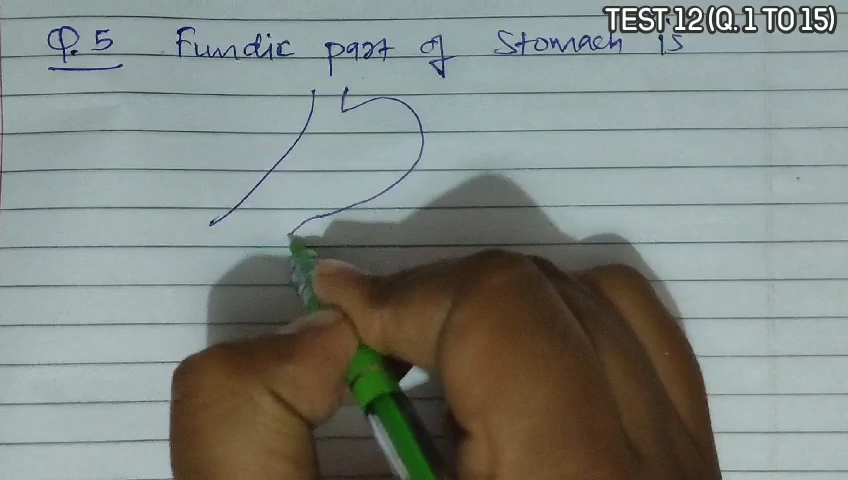 TEST 12 (Q. 1 TO 15)
Q. 5 Fundic part of Stomach is